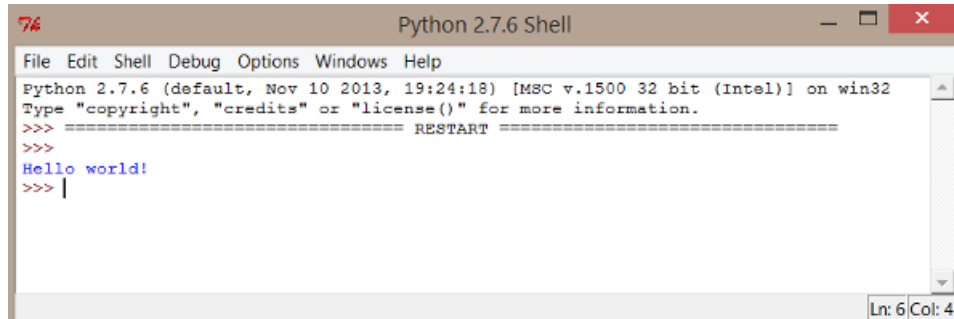 Python 2.7.6 Shell
File Edit Shell Debug Options Windows Help
Python 2.7.6 (default, Nov 10 2013, 19:24:18) [MSC v.1500 32 bit (Intel)] on win32
Type "copyright", "credits" or "license()" for more information.
>>> ================================ RESTART ================================
>>>
Hello world!
>>>
Ln: 6 Col: 4